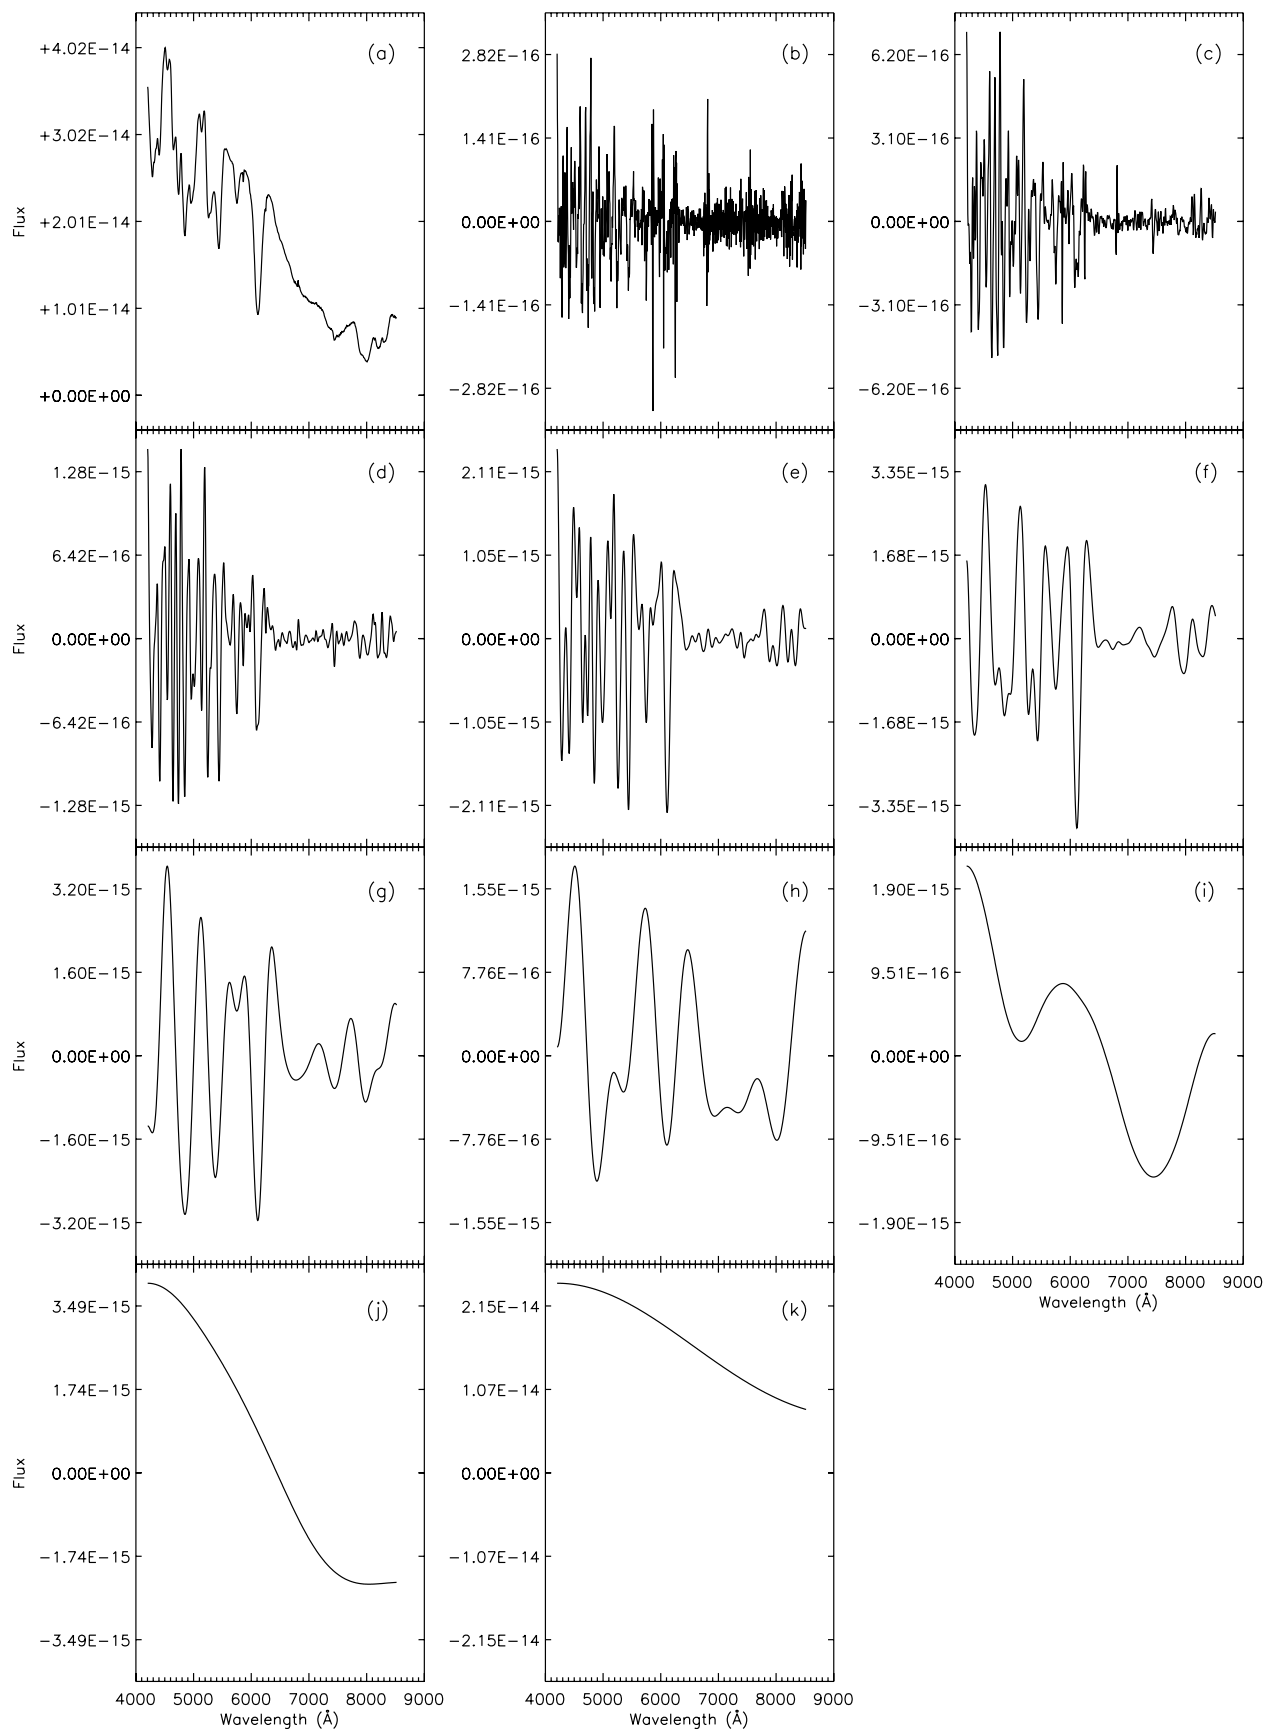 (a)
+4.02E−14
+3.02E−14
+2.01E−14
+1.01E−14
+0.00E+00
Flux
(b)
2.82E−16
1.41E−16
0.00E+00
−1.41E−16
−2.82E−16
(c)
6.20E−16
3.10E−16
0.00E+00
−3.10E−16
−6.20E−16
(d)
1.28E−15
6.42E−16
0.00E+00
−6.42E−16
−1.28E−15
Flux
(e)
2.11E−15
1.05E−15
0.00E+00
−1.05E−15
−2.11E−15
(f)
3.35E−15
1.68E−15
0.00E+00
−1.68E−15
−3.35E−15
(g)
3.20E−15
1.60E−15
0.00E+00
−1.60E−15
−3.20E−15
Flux
(h)
1.55E−15
7.76E−16
0.00E+00
−7.76E−16
−1.55E−15
(i)
1.90E−15
9.51E−16
0.00E+00
−9.51E−16
−1.90E−15
4000 5000 6000 7000 8000 9000
Wavelength (Å)
(j)
3.49E−15
1.74E−15
0.00E+00
−1.74E−15
−3.49E−15
Flux
4000 5000 6000 7000 8000 9000
Wavelength (Å)
(k)
2.15E−14
1.07E−14
0.00E+00
−1.07E−14
−2.15E−14
4000 5000 6000 7000 8000 9000
Wavelength (Å)